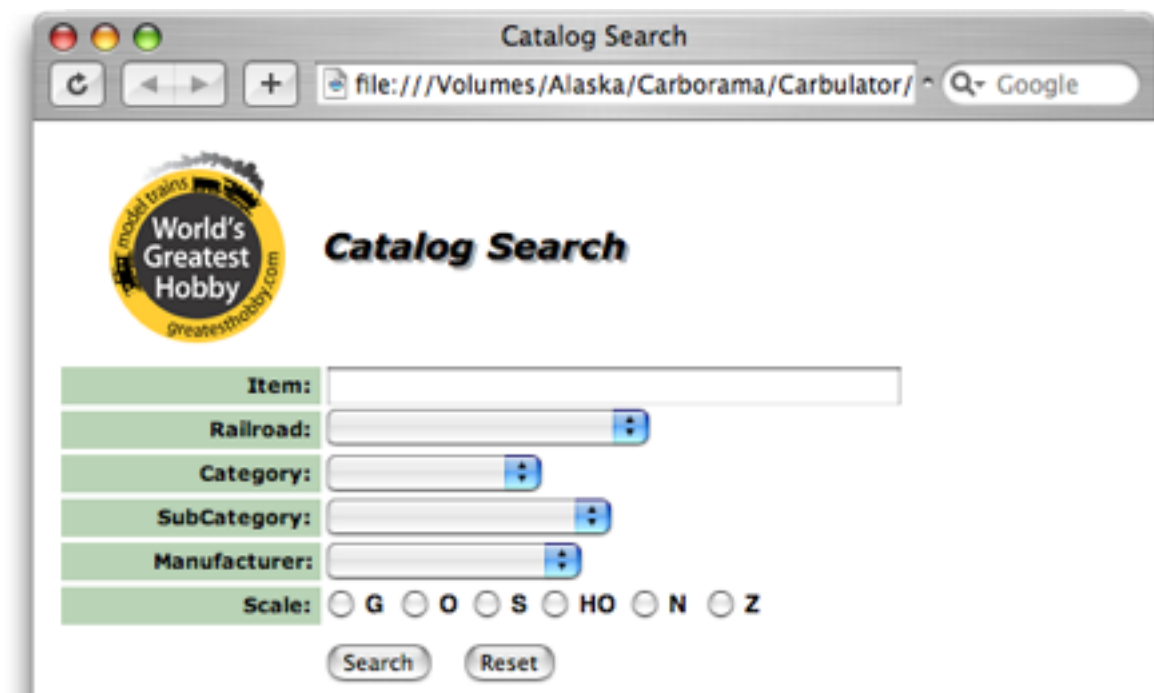 Catalog Search
file:///Volumes/Alaska/Carborama/Carbulator/ Google
model trains
World's
Greatest
Hobby
greatesthobby.com
Catalog Search
Item:
Railroad:
Category:
SubCategory:
Manufacturer:
Scale: G O S HO N Z
Search Reset